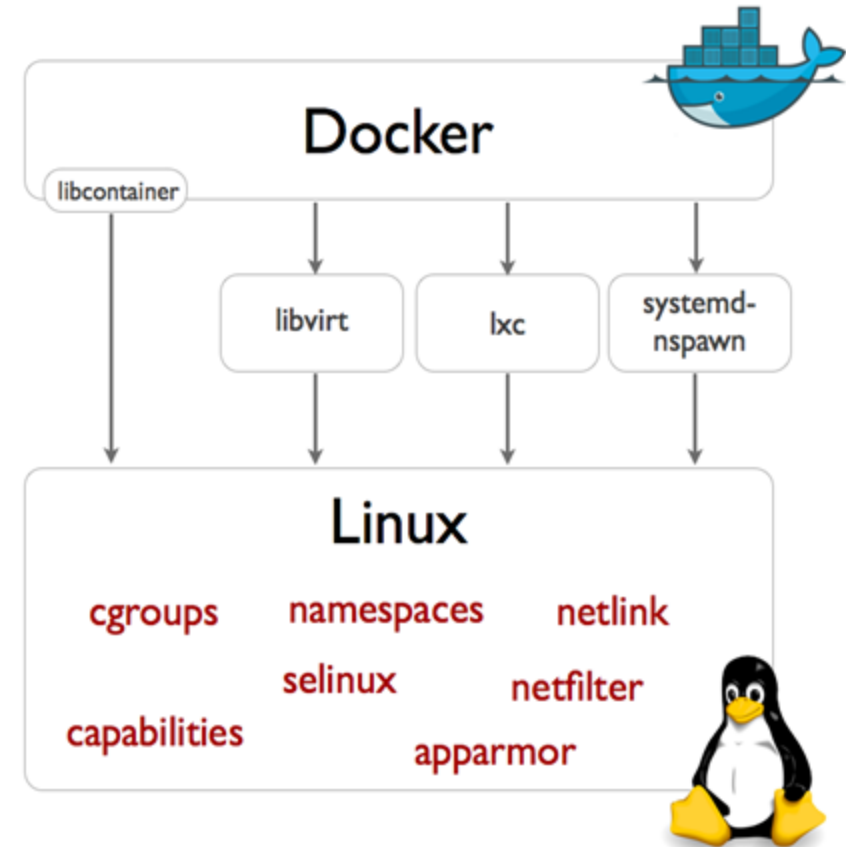 Docker
libcontainer
libvirt
lxc
systemd-
nspawn
Linux
cgroups
namespaces
netlink
selinux
netfilter
capabilities
apparmor